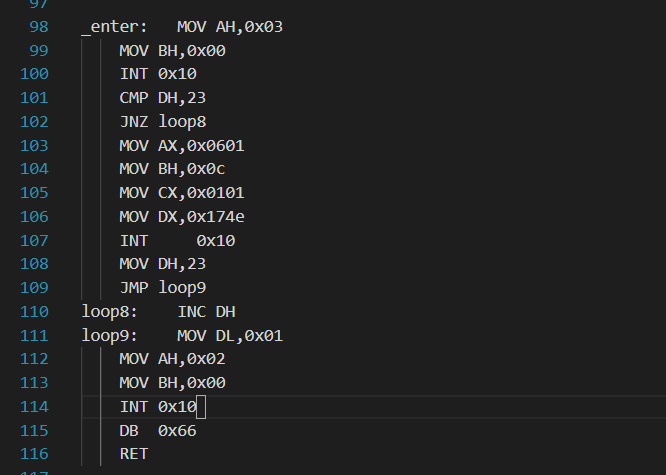 97
98 _enter: MOV AH,0x03
99 MOV BH,0x00
100 INT 0x10
101 CMP DH,23
102 JNZ loop8
103 MOV AX,0x0601
104 MOV BH,0x0c
105 MOV CX,0x0101
106 MOV DX,0x174e
107 INT 0x10
108 MOV DH,23
109 JMP loop9
110 loop8: INC DH
111 loop9: MOV DL,0x01
112 MOV AH,0x02
113 MOV BH,0x00
114 INT 0x10
115 DB 0x66
116 RET
117